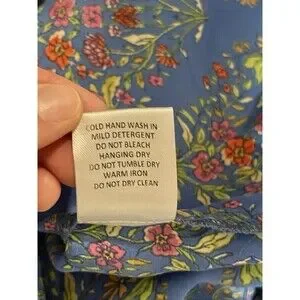 COLD HAND WASH IN
MILD DETERGENT
DO NOT BLEACH
HANGING DRY
DO NOT TUMBLE DRY
WARM IRON
DO NOT DRY CLEAN